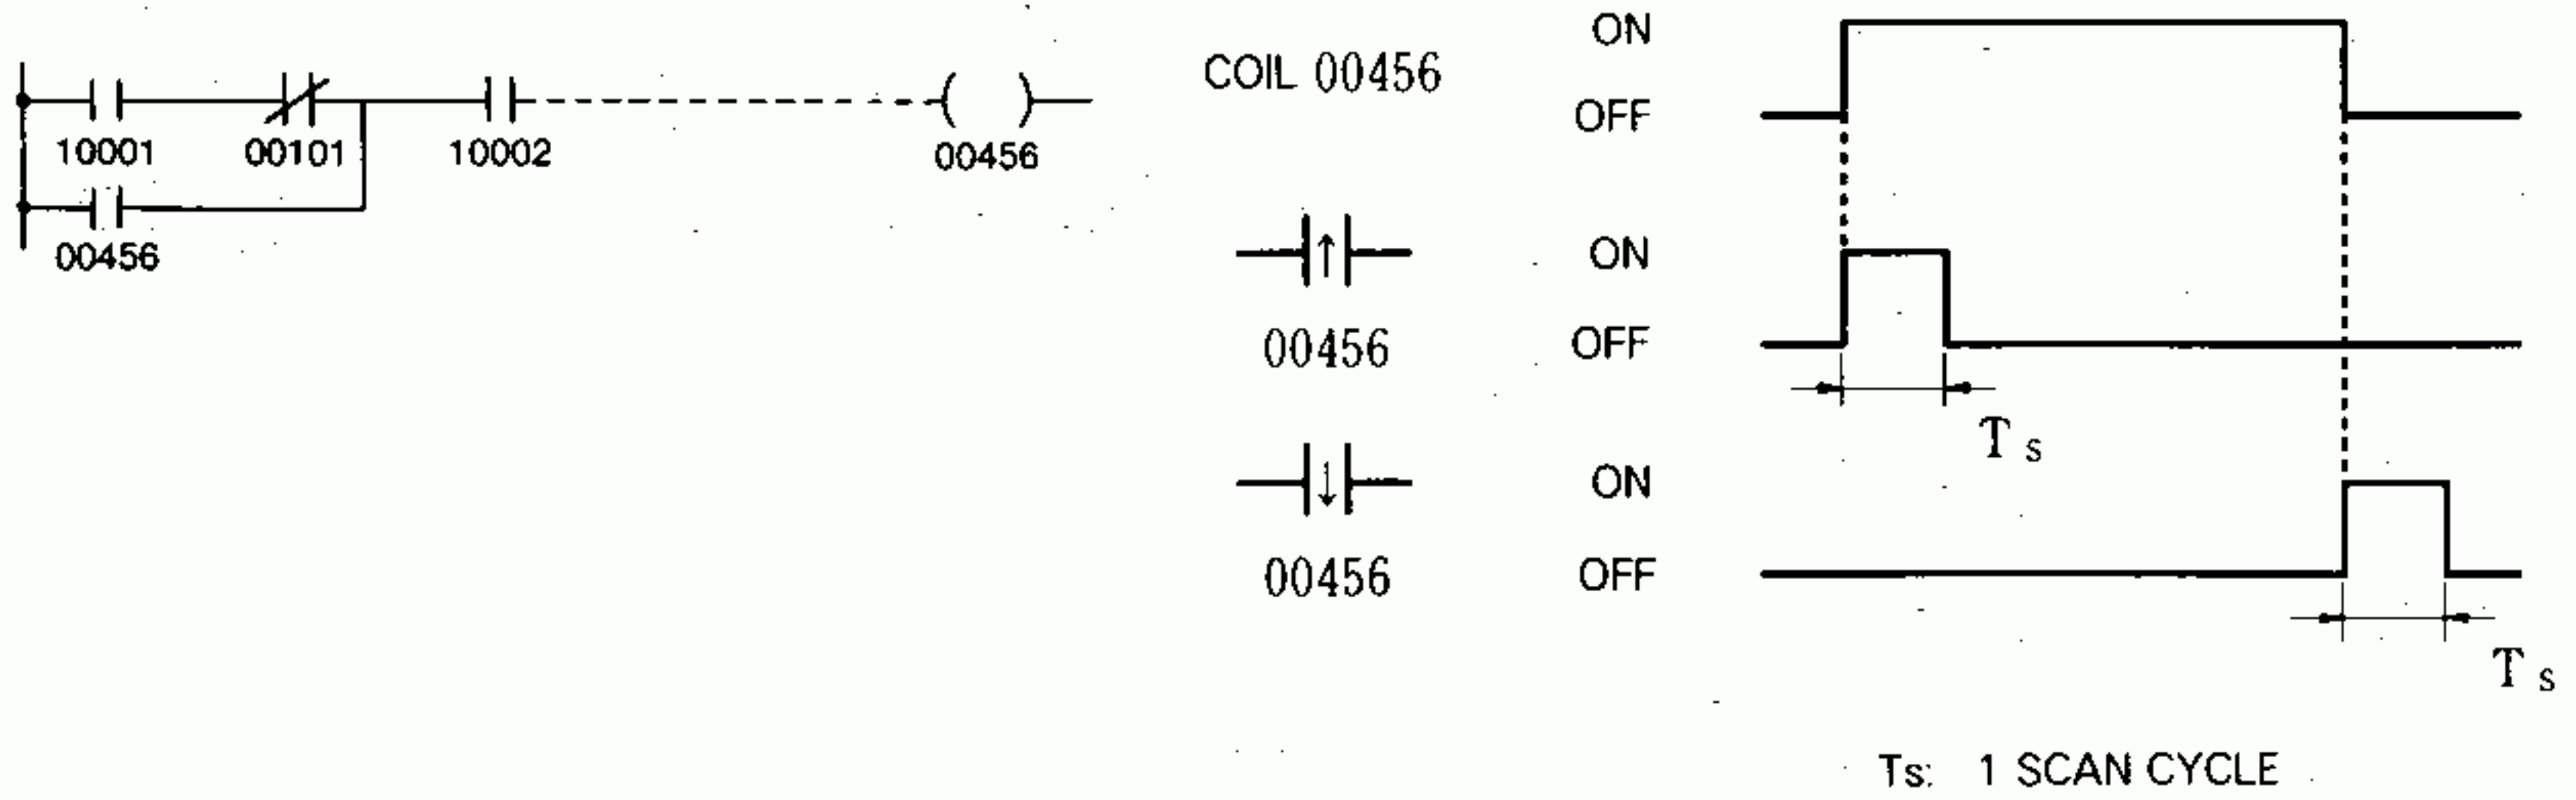 10001 00101 10002 00456
00456
COIL 00456 ON
OFF
00456 ON
OFF
Ts
00456 ON
OFF
Ts
Ts: 1 SCAN CYCLE